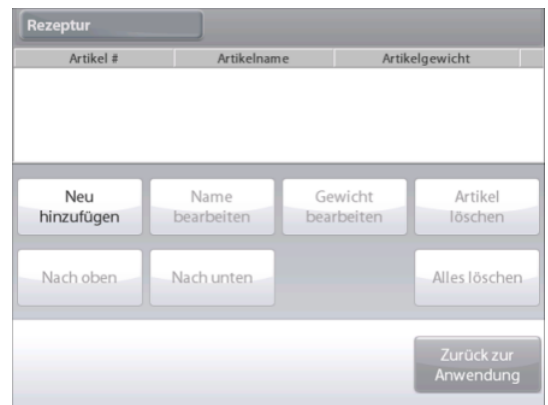 Rezeptur
Artikel # Artikelname Artikelgewicht
Neu hinzufügen
Name bearbeiten
Gewicht bearbeiten
Artikel löschen
Nach oben
Nach unten
Alles löschen
Zurück zur Anwendung